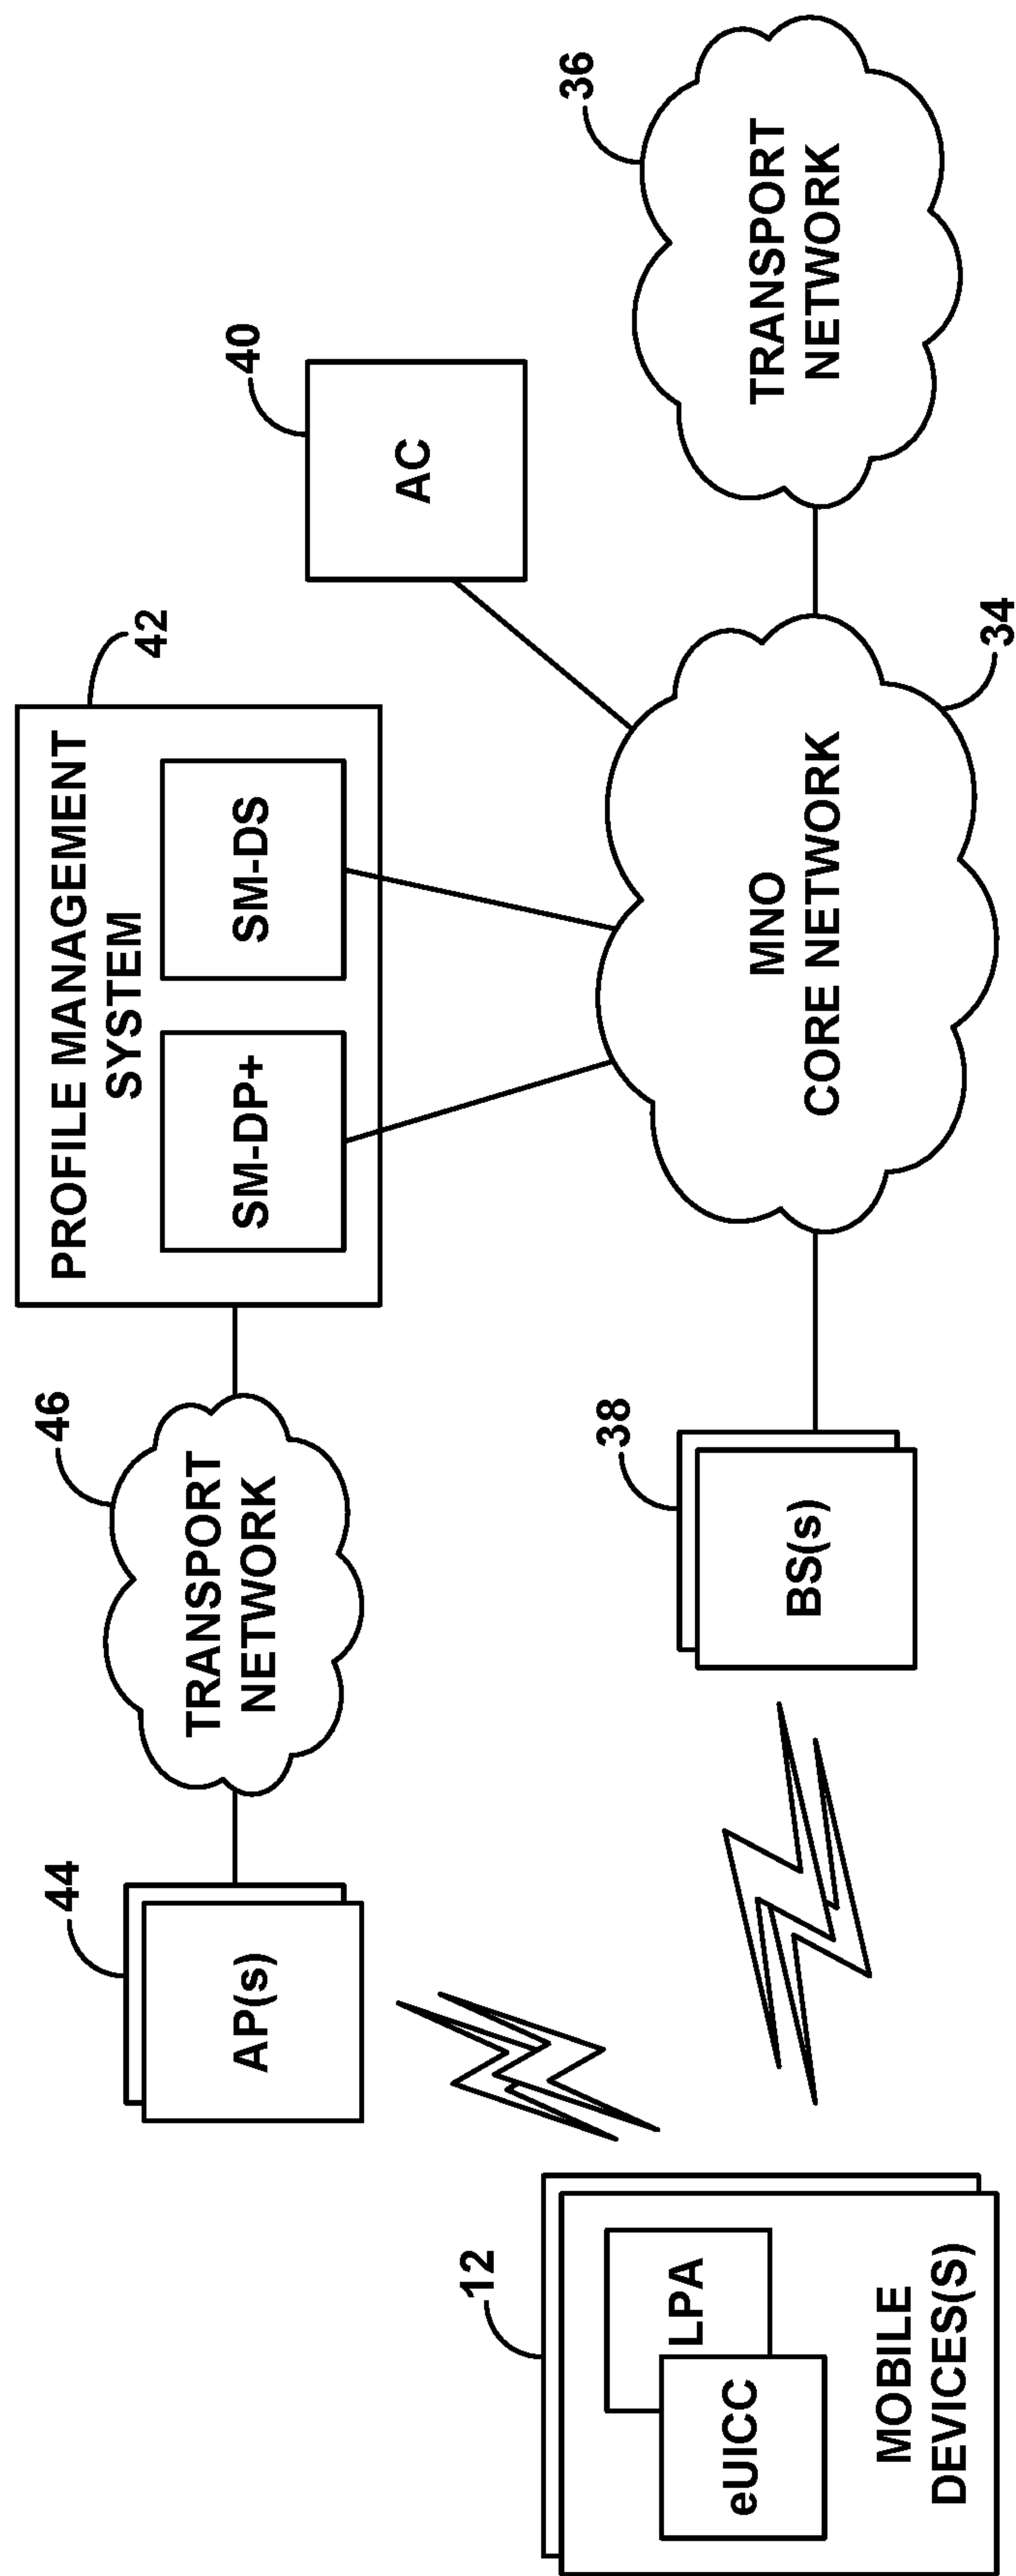 12
eUICC
LPA
MOBILE
DEVICES(S)
44
AP(s)
46
TRANSPORT
NETWORK
PROFILE MANAGEMENT
SYSTEM
42
SM-DP+
SM-DS
40
AC
38
BS(s)
MNO
CORE NETWORK
34
36
TRANSPORT
NETWORK